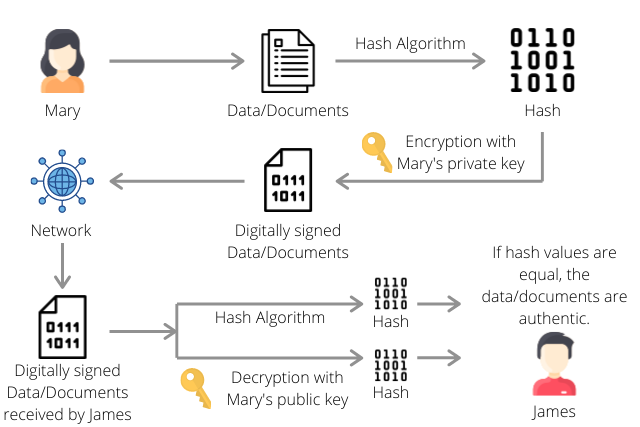 Hash Algorithm
0110
1001
1010
Mary
Data/Documents
Hash
Encryption with
Mary's private key
0111
1011
Network
Digitally signed
Data/Documents
If hash values are
equal, the
data/documents are
authentic.
0110
1001
1010
Hash Algorithm
Hash
0111
1011
Digitally signed
Data/Documents
received by James
Decryption with
Mary's public key
0110
1001
1010
Hash
James